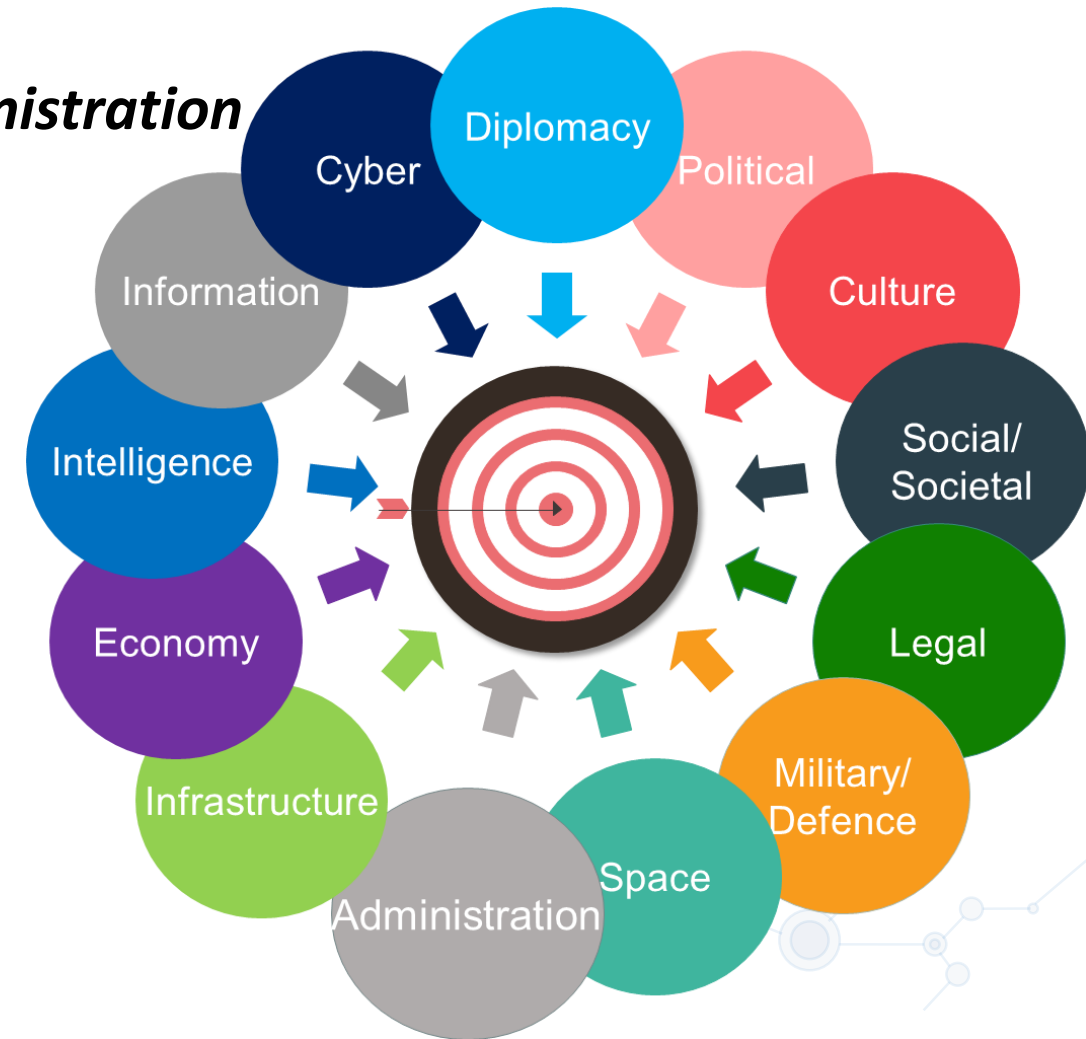 nistration
Diplomacy
Cyber
Political
Information
Culture
Intelligence
Social/
Societal
Economy
Legal
Infrastructure
Military/
Defence
Space
Administration